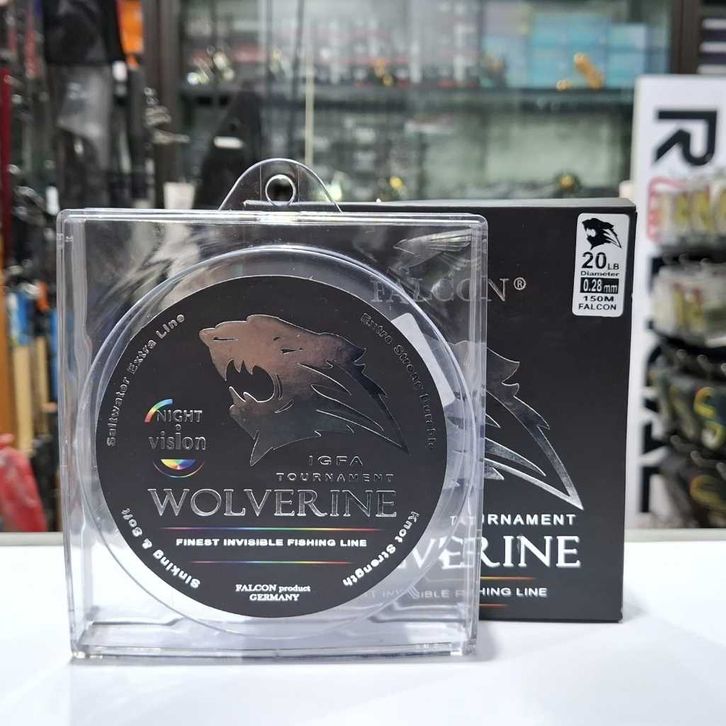 Saltwater Extra Line
Extra Strong Durable
NIGHT
vision
IGFA
TOURNAMENT
WOLVERINE
FINEST INVISIBLE FISHING LINE
Sinking & Soft
Knot Strength
FALCON product
GERMANY
FALCON®
20LB
Diameter
0.28mm
150M
FALCON
TOURNAMENT
VERINE
INVISIBLE FISHING LINE